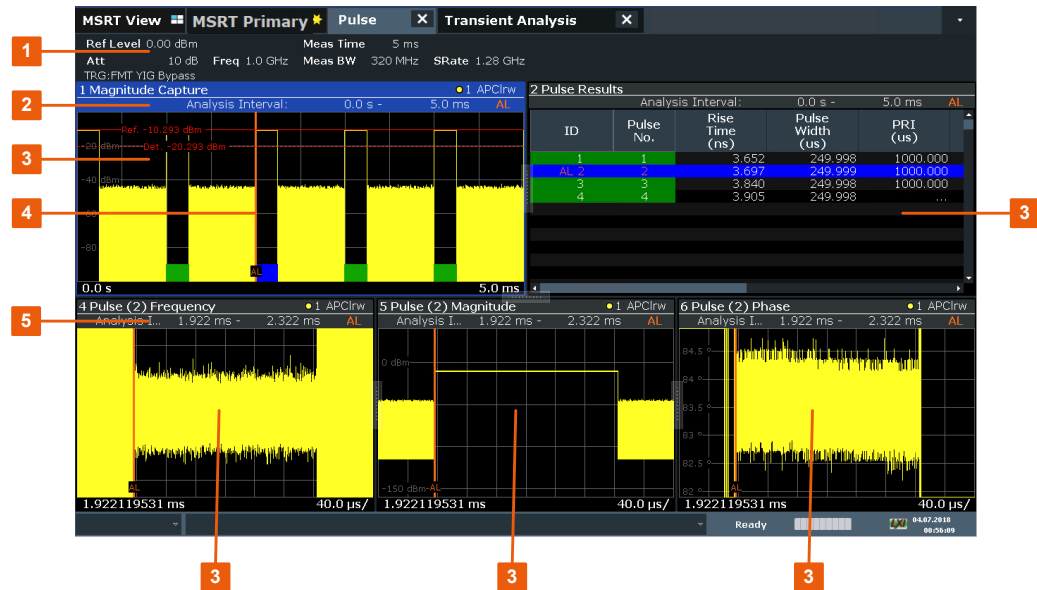 MSRT View MSRT Primary Pulse X Transient Analysis X
Ref Level 0.00 dBm Meas Time 5 ms
Att 10 dB Freq 1.0 GHz Meas BW 320 MHz SRate 1.28 GHz
TRG:FMT YIG Bypass
1
1 Magnitude Capture 1 APClrw
Analysis Interval: 0.0 s - 5.0 ms AL
2
Ref. -10.293 dBm
-20 dBm Det. -20.293 dBm
3
-40 dBm
4
-60
-80
AL
0.0 s 5.0 ms
2 Pulse Results
Analysis Interval: 0.0 s - 5.0 ms AL
ID Pulse No. Rise Time (ns) Pulse Width (us) PRI (us)
1 1 3.652 249.998 1000.000
AL 2 2 3.697 249.999 1000.000
3 3 3.840 249.998 1000.000
4 4 3.905 249.998 ...
3
4 Pulse (2) Frequency 1 APClrw
Analysis I... 1.922 ms - 2.322 ms AL
5
AL
1.922119531 ms 40.0 µs/
3
5 Pulse (2) Magnitude 1 APClrw
Analysis I... 1.922 ms - 2.322 ms AL
0 dBm
-150 dBm AL
1.922119531 ms 40.0 µs/
3
6 Pulse (2) Phase 1 APClrw
Analysis I... 1.922 ms - 2.322 ms AL
84.5 °
84 °
83.5 °
83 °
82.5 °
82 °
AL
1.922119531 ms 40.0 µs/
3
Ready 04.07.2018
00:56:09